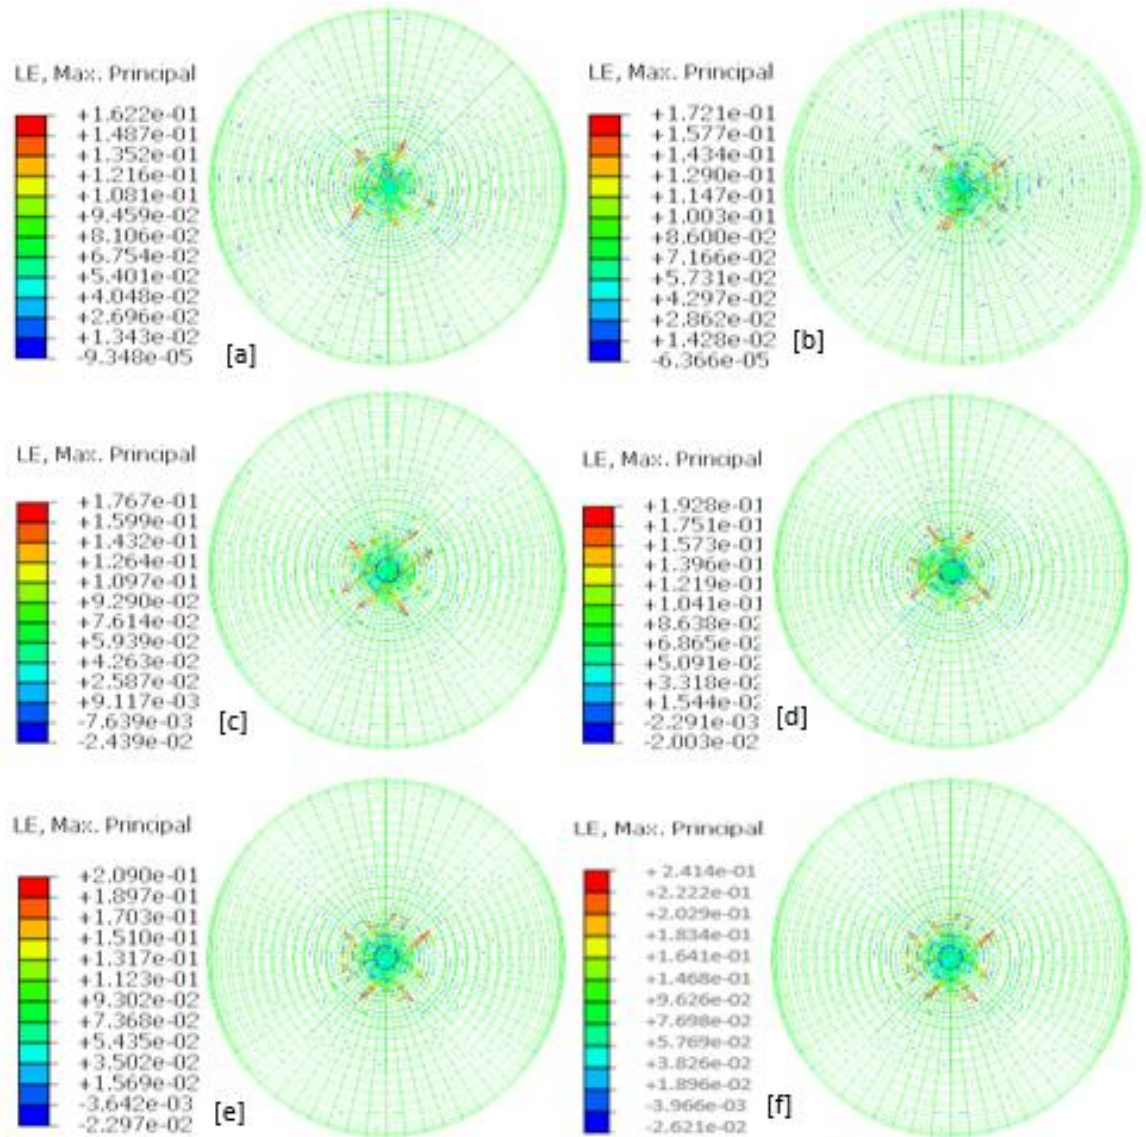 LE, Max. Principal
+1.622e-01
+1.487e-01
+1.352e-01
+1.216e-01
+1.081e-01
+9.459e-02
+8.106e-02
+6.754e-02
+5.401e-02
+4.048e-02
+2.696e-02
+1.343e-02
-9.348e-05
[a]
LE, Max. Principal
+1.721e-01
+1.577e-01
+1.434e-01
+1.290e-01
+1.147e-01
+1.003e-01
+8.600e-02
+7.166e-02
+5.731e-02
+4.297e-02
+2.862e-02
+1.428e-02
-6.366e-05
[b]
LE, Max. Principal
+1.767e-01
+1.599e-01
+1.432e-01
+1.264e-01
+1.097e-01
+9.290e-02
+7.614e-02
+5.939e-02
+4.263e-02
+2.587e-02
+9.117e-03
-7.639e-03
-2.439e-02
[c]
LE, Max. Principal
+1.928e-01
+1.751e-01
+1.573e-01
+1.396e-01
+1.219e-01
+1.041e-01
+8.638e-02
+6.865e-02
+5.091e-02
+3.318e-02
+1.544e-02
-2.291e-03
-2.003e-02
[d]
LE, Max. Principal
+2.090e-01
+1.897e-01
+1.703e-01
+1.510e-01
+1.317e-01
+1.123e-01
+9.302e-02
+7.368e-02
+5.435e-02
+3.502e-02
+1.569e-02
-3.642e-03
-2.297e-02
[e]
LE, Max. Principal
+ 2.414e-01
+2.222e-01
+2.029e-01
+1.834e-01
+1.641e-01
+1.468e-01
+9.626e-02
+7.698e-02
+5.769e-02
+3.826e-02
+1.896e-02
-3.966e-03
-2.621e-02
[f]